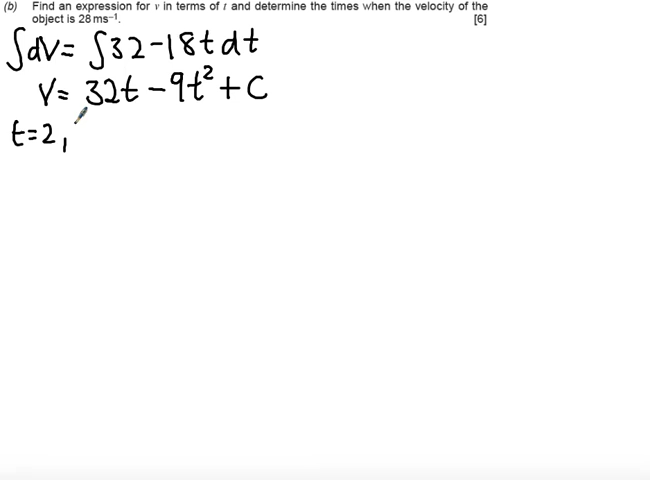 (b) Find an expression for v in terms of t and determine the times when the velocity of the
object is 28 ms⁻¹. [6]
∫dv = ∫32-18t dt
v = 32t - 9t² + C
t=2,